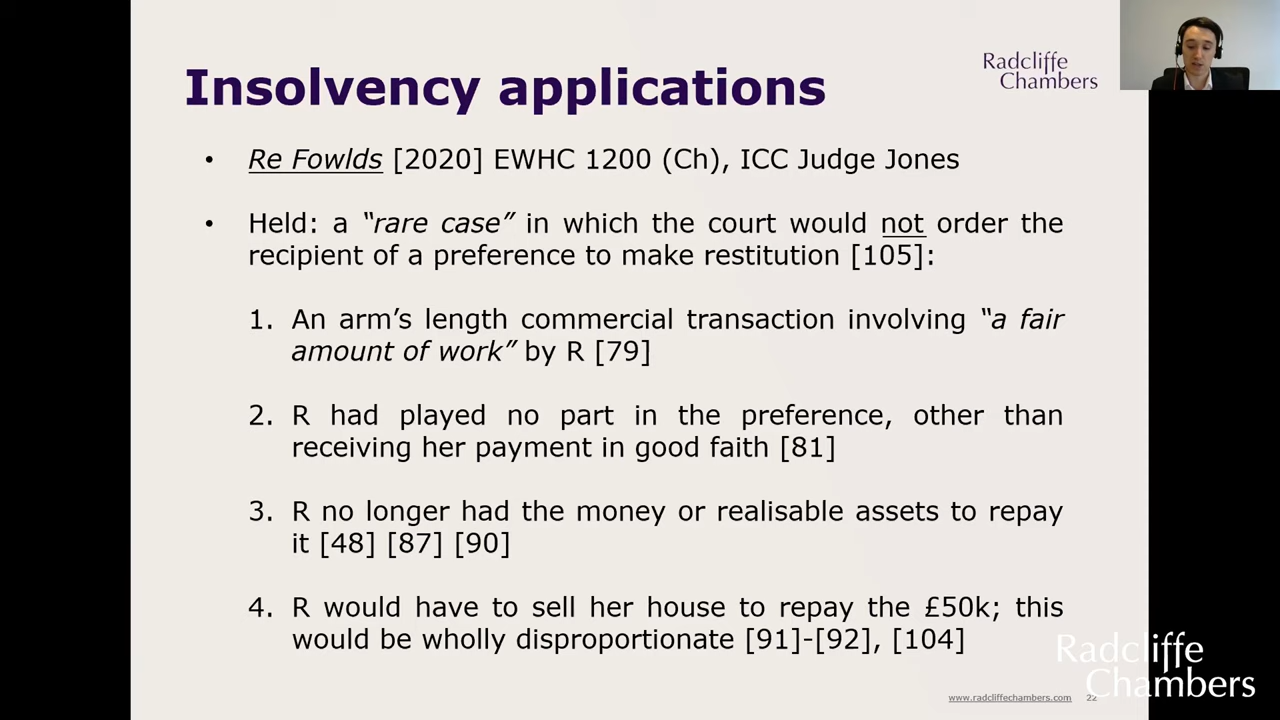 Radcliffe
Chambers
Insolvency applications
• Re Fowlds [2020] EWHC 1200 (Ch), ICC Judge Jones
• Held: a “rare case” in which the court would not order the
recipient of a preference to make restitution [105]:
1. An arm’s length commercial transaction involving “a fair
amount of work” by R [79]
2. R had played no part in the preference, other than
receiving her payment in good faith [81]
3. R no longer had the money or realisable assets to repay
it [48] [87] [90]
4. R would have to sell her house to repay the £50k; this
would be wholly disproportionate [91]-[92], [104]
Radcliffe
Chambers
www.radcliffechambers.com 22